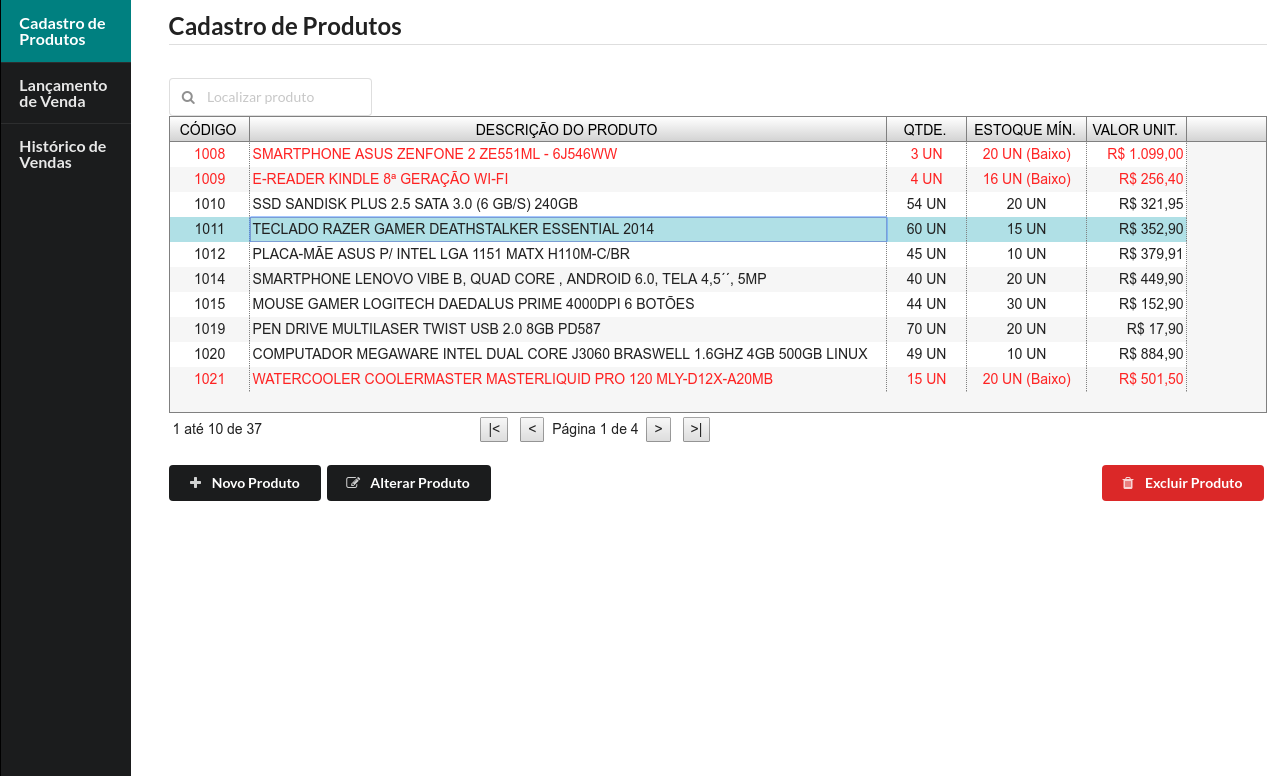 Cadastro de
Produtos
Lançamento
de Venda
Histórico de
Vendas
Cadastro de Produtos
Localizar produto
CÓDIGO DESCRIÇÃO DO PRODUTO QTDE. ESTOQUE MÍN. VALOR UNIT.
1008 SMARTPHONE ASUS ZENFONE 2 ZE551ML - 6J546WW 3 UN 20 UN (Baixo) R$ 1.099,00
1009 E-READER KINDLE 8ª GERAÇÃO WI-FI 4 UN 16 UN (Baixo) R$ 256,40
1010 SSD SANDISK PLUS 2.5 SATA 3.0 (6 GB/S) 240GB 54 UN 20 UN R$ 321,95
1011 TECLADO RAZER GAMER DEATHSTALKER ESSENTIAL 2014 60 UN 15 UN R$ 352,90
1012 PLACA-MÃE ASUS P/ INTEL LGA 1151 MATX H110M-C/BR 45 UN 10 UN R$ 379,91
1014 SMARTPHONE LENOVO VIBE B, QUAD CORE , ANDROID 6.0, TELA 4,5´´, 5MP 40 UN 20 UN R$ 449,90
1015 MOUSE GAMER LOGITECH DAEDALUS PRIME 4000DPI 6 BOTÕES 44 UN 30 UN R$ 152,90
1019 PEN DRIVE MULTILASER TWIST USB 2.0 8GB PD587 70 UN 20 UN R$ 17,90
1020 COMPUTADOR MEGAWARE INTEL DUAL CORE J3060 BRASWELL 1.6GHZ 4GB 500GB LINUX 49 UN 10 UN R$ 884,90
1021 WATERCOOLER COOLERMASTER MASTERLIQUID PRO 120 MLY-D12X-A20MB 15 UN 20 UN (Baixo) R$ 501,50
1 até 10 de 37 |< < Página 1 de 4 > >|
Novo Produto Alterar Produto Excluir Produto